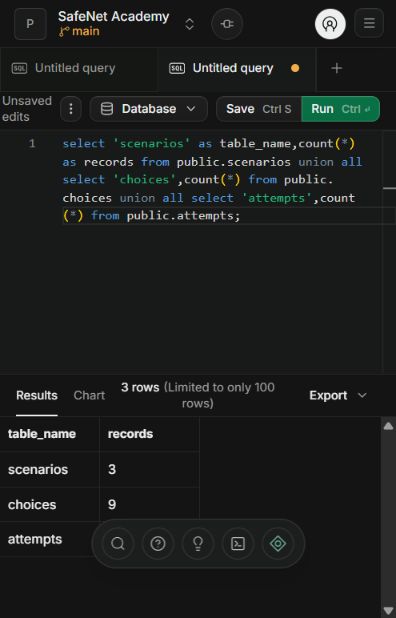 P
SafeNet Academy
main
SQL Untitled query
SQL Untitled query
Unsaved edits
Database
Save Ctrl S
Run Ctrl ↵
1
select 'scenarios' as table_name,count(*)
as records from public.scenarios union all
select 'choices',count(*) from public.
choices union all select 'attempts',count
(*) from public.attempts;
Results
Chart
3 rows (Limited to only 100
rows)
Export
table_name records
scenarios 3
choices 9
attempts